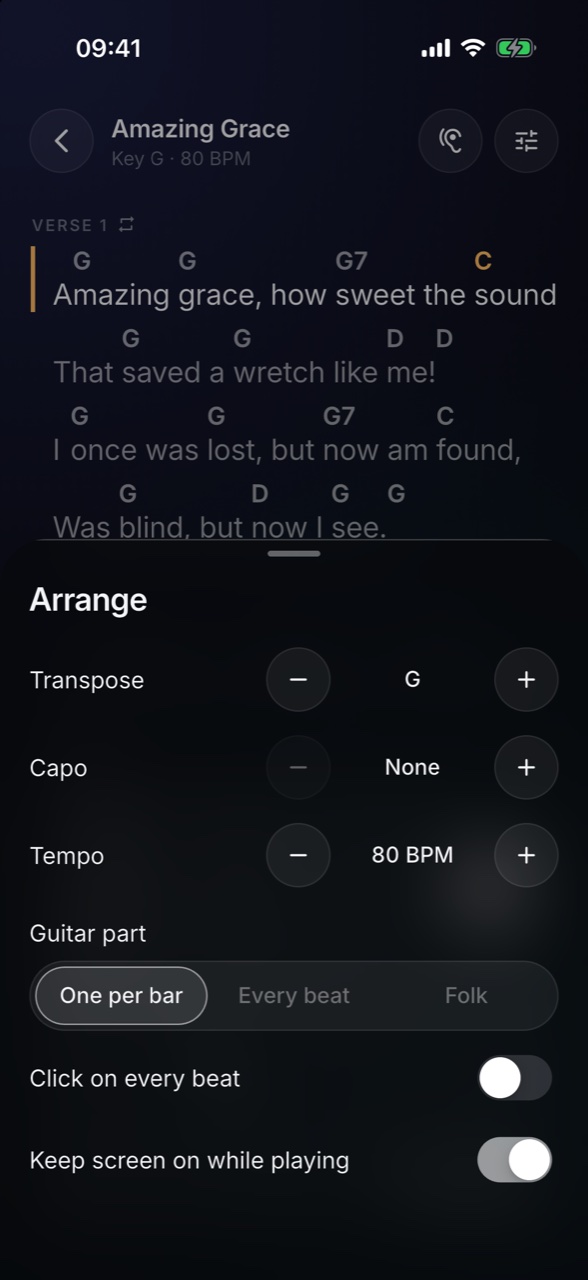 09:41
Amazing Grace
Key G · 80 BPM
VERSE 1
G G G7 C
Amazing grace, how sweet the sound
G G D D
That saved a wretch like me!
G G G7 C
I once was lost, but now am found,
G D G G
Was blind, but now I see.
Arrange
Transpose − G +
Capo − None +
Tempo − 80 BPM +
Guitar part
One per bar Every beat Folk
Click on every beat
Keep screen on while playing